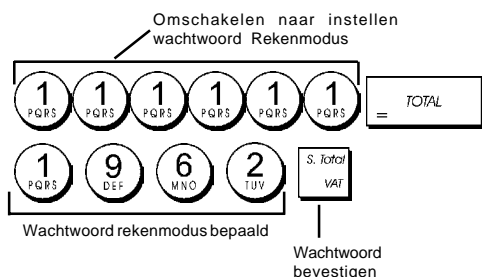 Omschakelen naar instellen
wachtwoord Rekenmodus
1 1 1 1 1 1 TOTAL
PQRS PQRS PQRS PQRS PQRS PQRS =
1 9 6 2 S. Total
PQRS DEF MNO TUV VAT
Wachtwoord rekenmodus bepaald
Wachtwoord
bevestigen